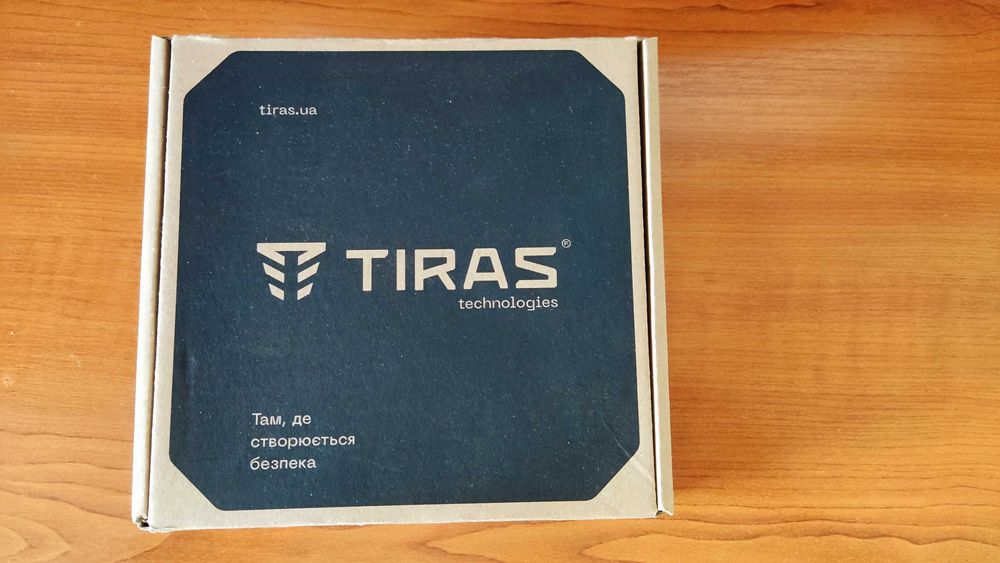 tiras.ua
TIRAS®
technologies
Там, де
створюється
безпека